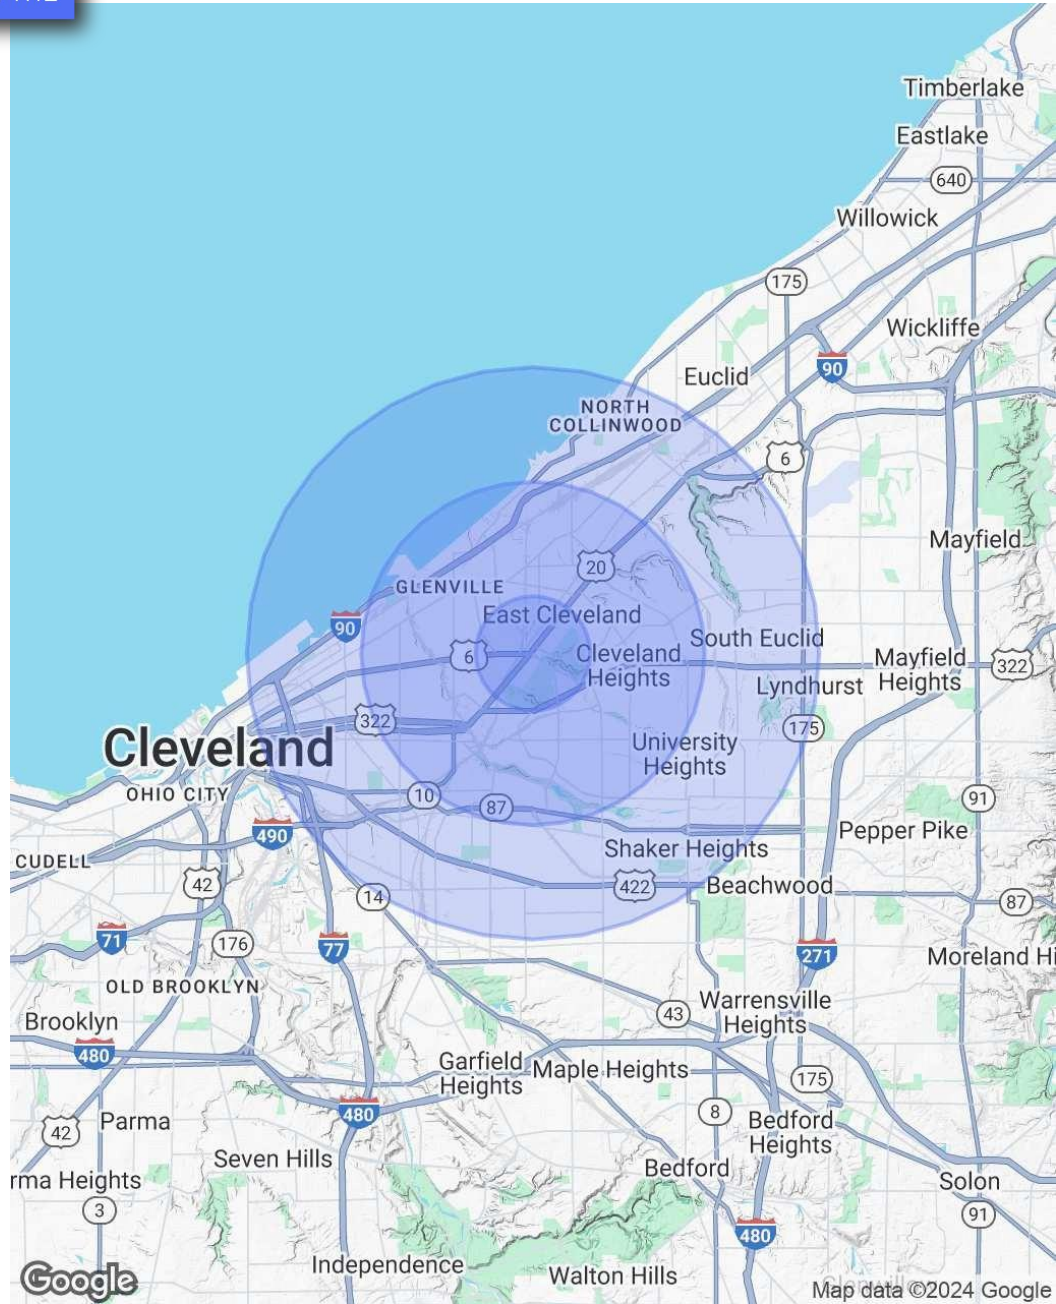 Timberlake
Eastlake
640
Willowick
175
Wickliffe
90
Euclid
NORTH
COLLINWOOD
6
Mayfield
20
GLENVILLE
East Cleveland
90
South Euclid
6
Cleveland
Heights
Mayfield
Heights
322
Lyndhurst
322
175
Cleveland
University
Heights
OHIO CITY
10
87
91
490
Pepper Pike
CUDELL
Shaker Heights
42
422
Beachwood
14
87
71
176
77
271
Moreland Hi
OLD BROOKLYN
Warrensville
Heights
43
Brooklyn
480
Garfield
Heights
Maple Heights
175
480
8
42
Parma
Bedford
Heights
Seven Hills
Bedford
rma Heights
Solon
3
91
480
Independence
Walton Hills
Google
Map data ©2024 Google